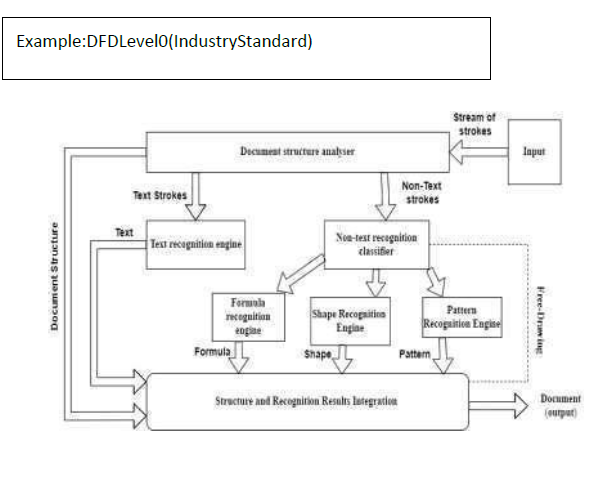 Example:DFDLevel0(IndustryStandard)
Stream of
strokes
Document structure analyser
Input
Text Strokes
Non-Text
strokes
Document Structure
Text
Text recognition engine
Non-text recognition
classifier
Free-Drawing
Formula
recognition
engine
Shape Recognition
Engine
Pattern
Recognition Engine
Formula
Shape
Pattern
Structure and Recognition Results Integration
Document
(output)